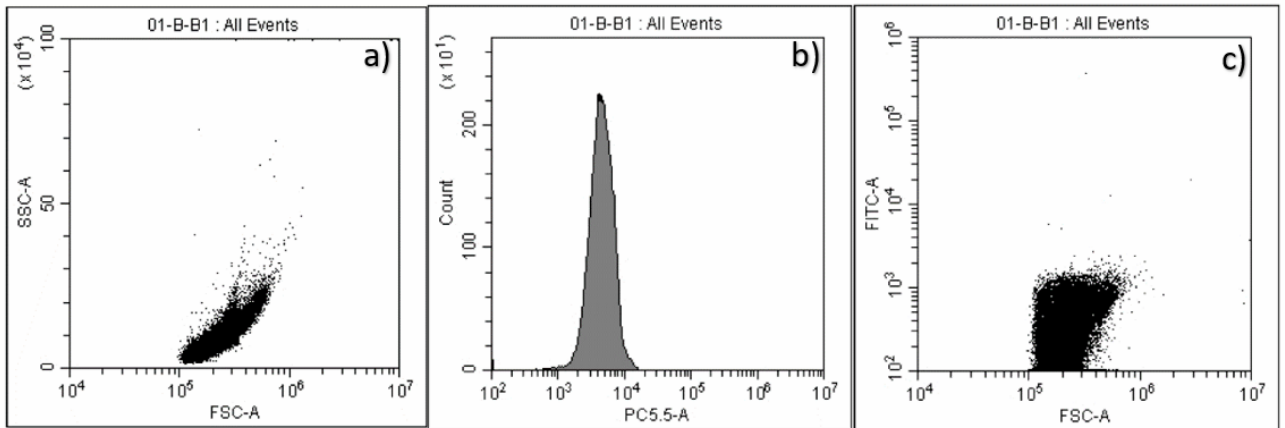 01-B-B1 : All Events
a)
(x 10⁴)
100
50
0
SSC-A
10⁴ 10⁵ 10⁶ 10⁷
FSC-A
01-B-B1 : All Events
b)
(x 10¹)
200
100
0
Count
10² 10³ 10⁴ 10⁵ 10⁶ 10⁷
PC5.5-A
01-B-B1 : All Events
c)
10⁶
10⁵
10⁴
10³
10²
FITC-A
10⁴ 10⁵ 10⁶ 10⁷
FSC-A